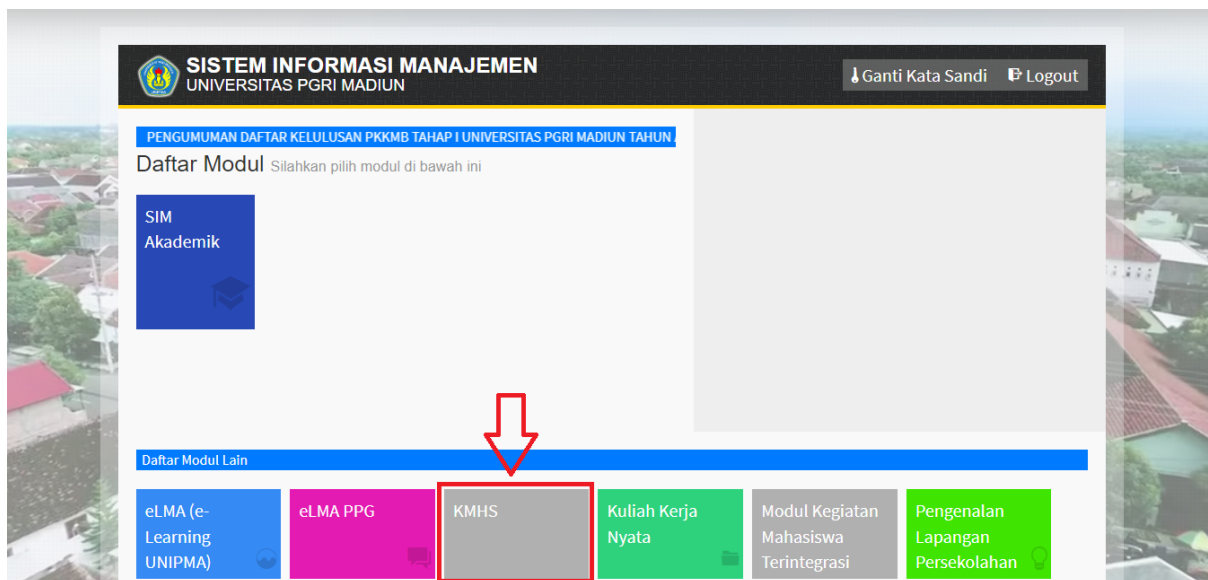 SISTEM INFORMASI MANAJEMEN
UNIVERSITAS PGRI MADIUN
Ganti Kata Sandi Logout
PENGUMUMAN DAFTAR KELULUSAN PKKMB TAHAP I UNIVERSITAS PGRI MADIUN TAHUN
Daftar Modul Silahkan pilih modul di bawah ini
SIM
Akademik
Daftar Modul Lain
eLMA (e-
Learning
UNIPMA)
eLMA PPG
KMHS
Kuliah Kerja
Nyata
Modul Kegiatan
Mahasiswa
Terintegrasi
Pengenalan
Lapangan
Persekolahan